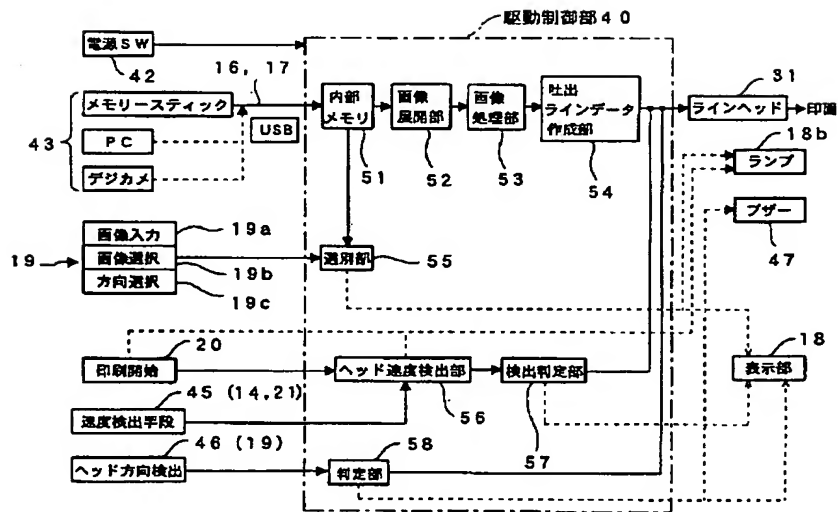 駆動制御部40
電源SW
42
16, 17
メモリースティック
43
PC
デジカメ
USB
内部
メモリ
51
画像
展開部
52
画像
処理部
53
吐出
ラインデータ
作成部
54
31
ラインヘッド
印画
18b
ランプ
ブザー
47
19
画像入力
19a
画像選択
19b
方向選択
19c
選別部
55
20
印刷開始
ヘッド速度検出部
56
検出判定部
57
18
表示部
45 (14, 21)
速度検出手段
46 (19)
ヘッド方向検出
58
判定部